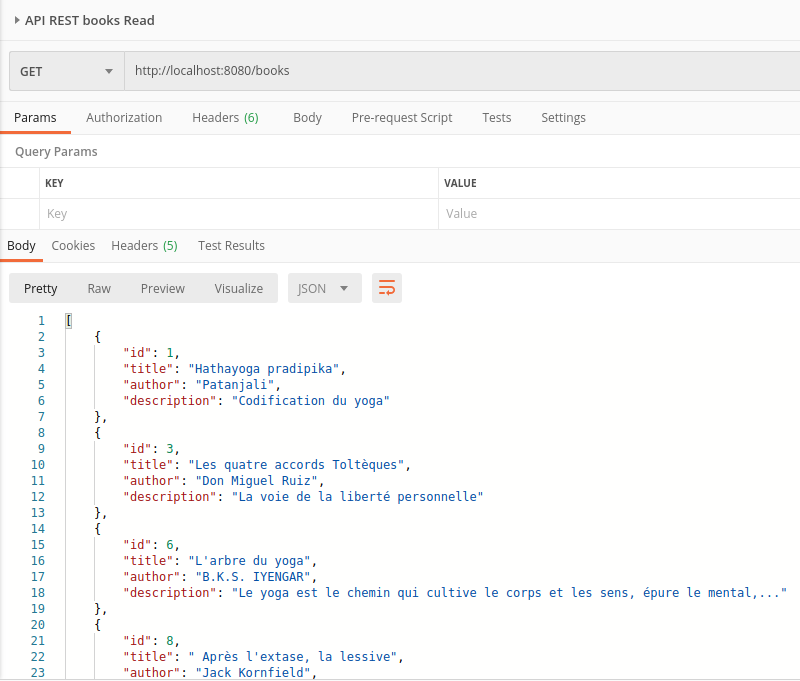 API REST books Read
GET http://localhost:8080/books
Params Authorization Headers (6) Body Pre-request Script Tests Settings
Query Params
KEY VALUE
Key Value
Body Cookies Headers (5) Test Results
Pretty Raw Preview Visualize JSON
1 [
2 {
3 "id": 1,
4 "title": "Hathayoga pradipika",
5 "author": "Patanjali",
6 "description": "Codification du yoga"
7 },
8 {
9 "id": 3,
10 "title": "Les quatre accords Toltèques",
11 "author": "Don Miguel Ruiz",
12 "description": "La voie de la liberté personnelle"
13 },
14 {
15 "id": 6,
16 "title": "L'arbre du yoga",
17 "author": "B.K.S. IYENGAR",
18 "description": "Le yoga est le chemin qui cultive le corps et les sens, épure le mental,..."
19 },
20 {
21 "id": 8,
22 "title": " Après l'extase, la lessive",
23 "author": "Jack Kornfield",